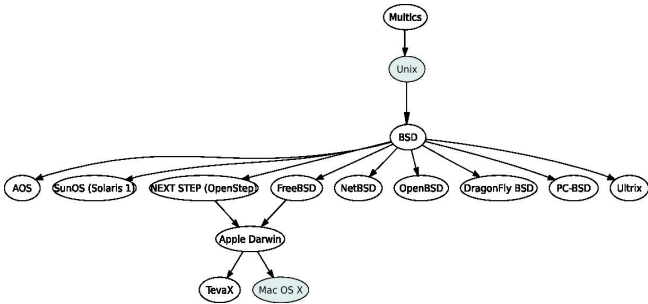 Multics
Unix
BSD
AOS
SunOS (Solaris 1)
NEXT STEP (OpenStep)
FreeBSD
NetBSD
OpenBSD
DragonFly BSD
PC-BSD
Ultrix
Apple Darwin
TevaX
Mac OS X